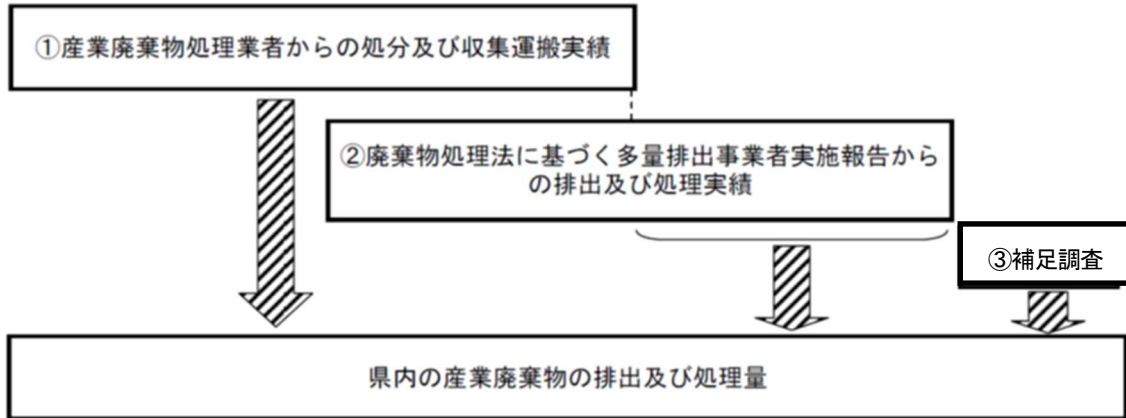 ①産業廃棄物処理業者からの処分及び収集運搬実績
②廃棄物処理法に基づく多量排出事業者実施報告から
の排出及び処理実績
③補足調査
県内の産業廃棄物の排出及び処理量